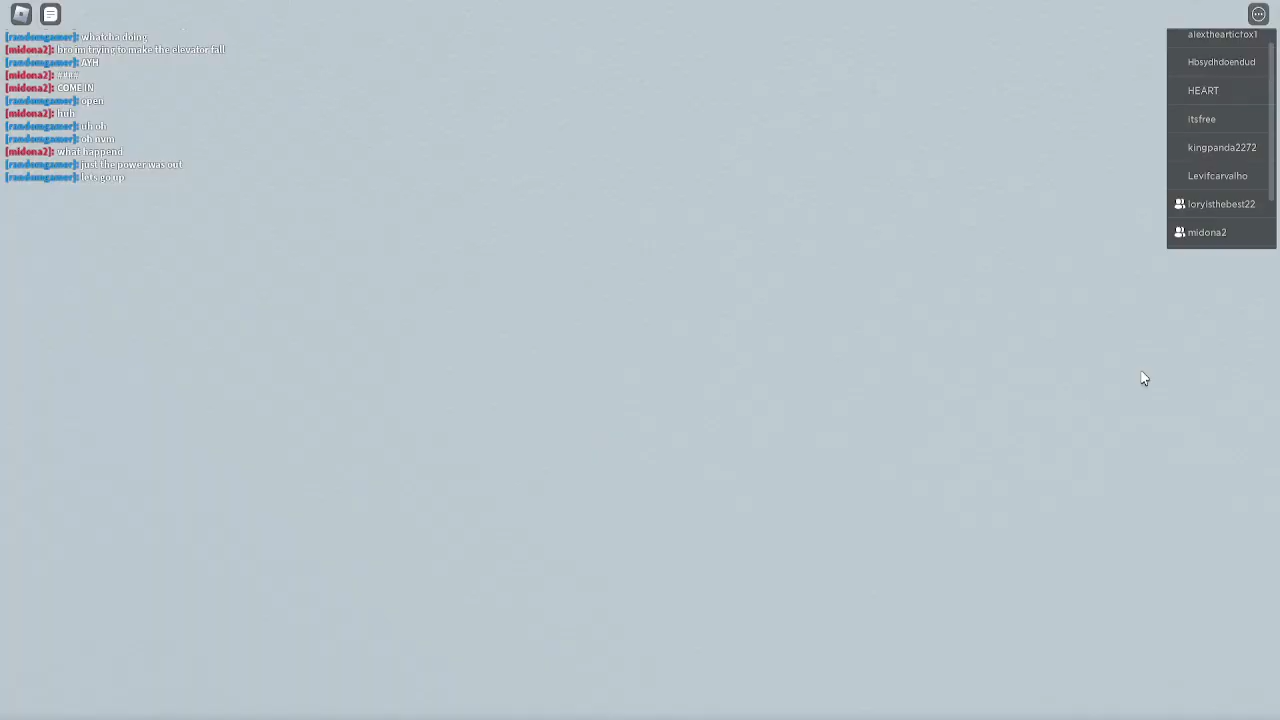 [randomgamer]: whatcha doing
[midona2]: bro im trying to make the elevator fall
[randomgamer]: AYH
[midona2]: ####
[midona2]: COME IN
[randomgamer]: open
[midona2]: huh
[randomgamer]: uh oh
[randomgamer]: oh nvm
[midona2]: what happend
[randomgamer]: just the power was out
[randomgamer]: lets go up
alexthearticfox1
Hbsydhdoendud
HEART
itsfree
kingpanda2272
Levifcarvalho
loryisthebest22
midona2